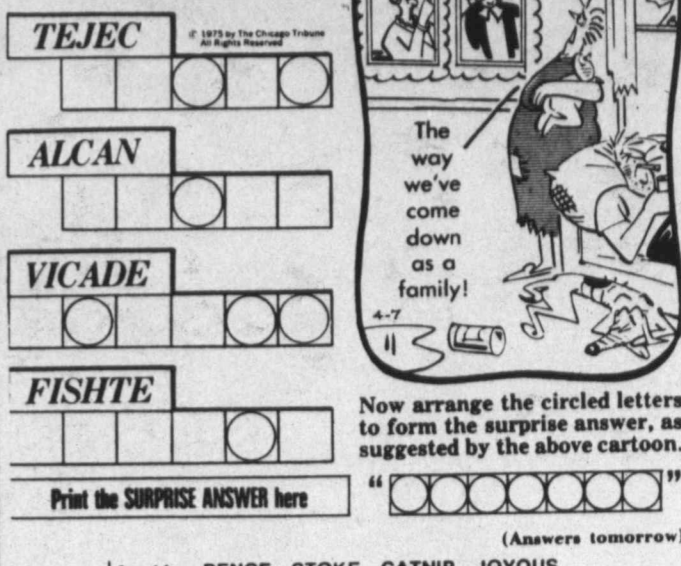 TEJEC
© 1975 by The Chicago Tribune
All Rights Reserved
ALCAN
VICADE
FISHTE
Print the SURPRISE ANSWER here
The
way
we've
come
down
as a
family!
4-7
Now arrange the circled letters
to form the surprise answer, as
suggested by the above cartoon.
“ ”
(Answers tomorrow)
STOKE CATNIP JOYOUS